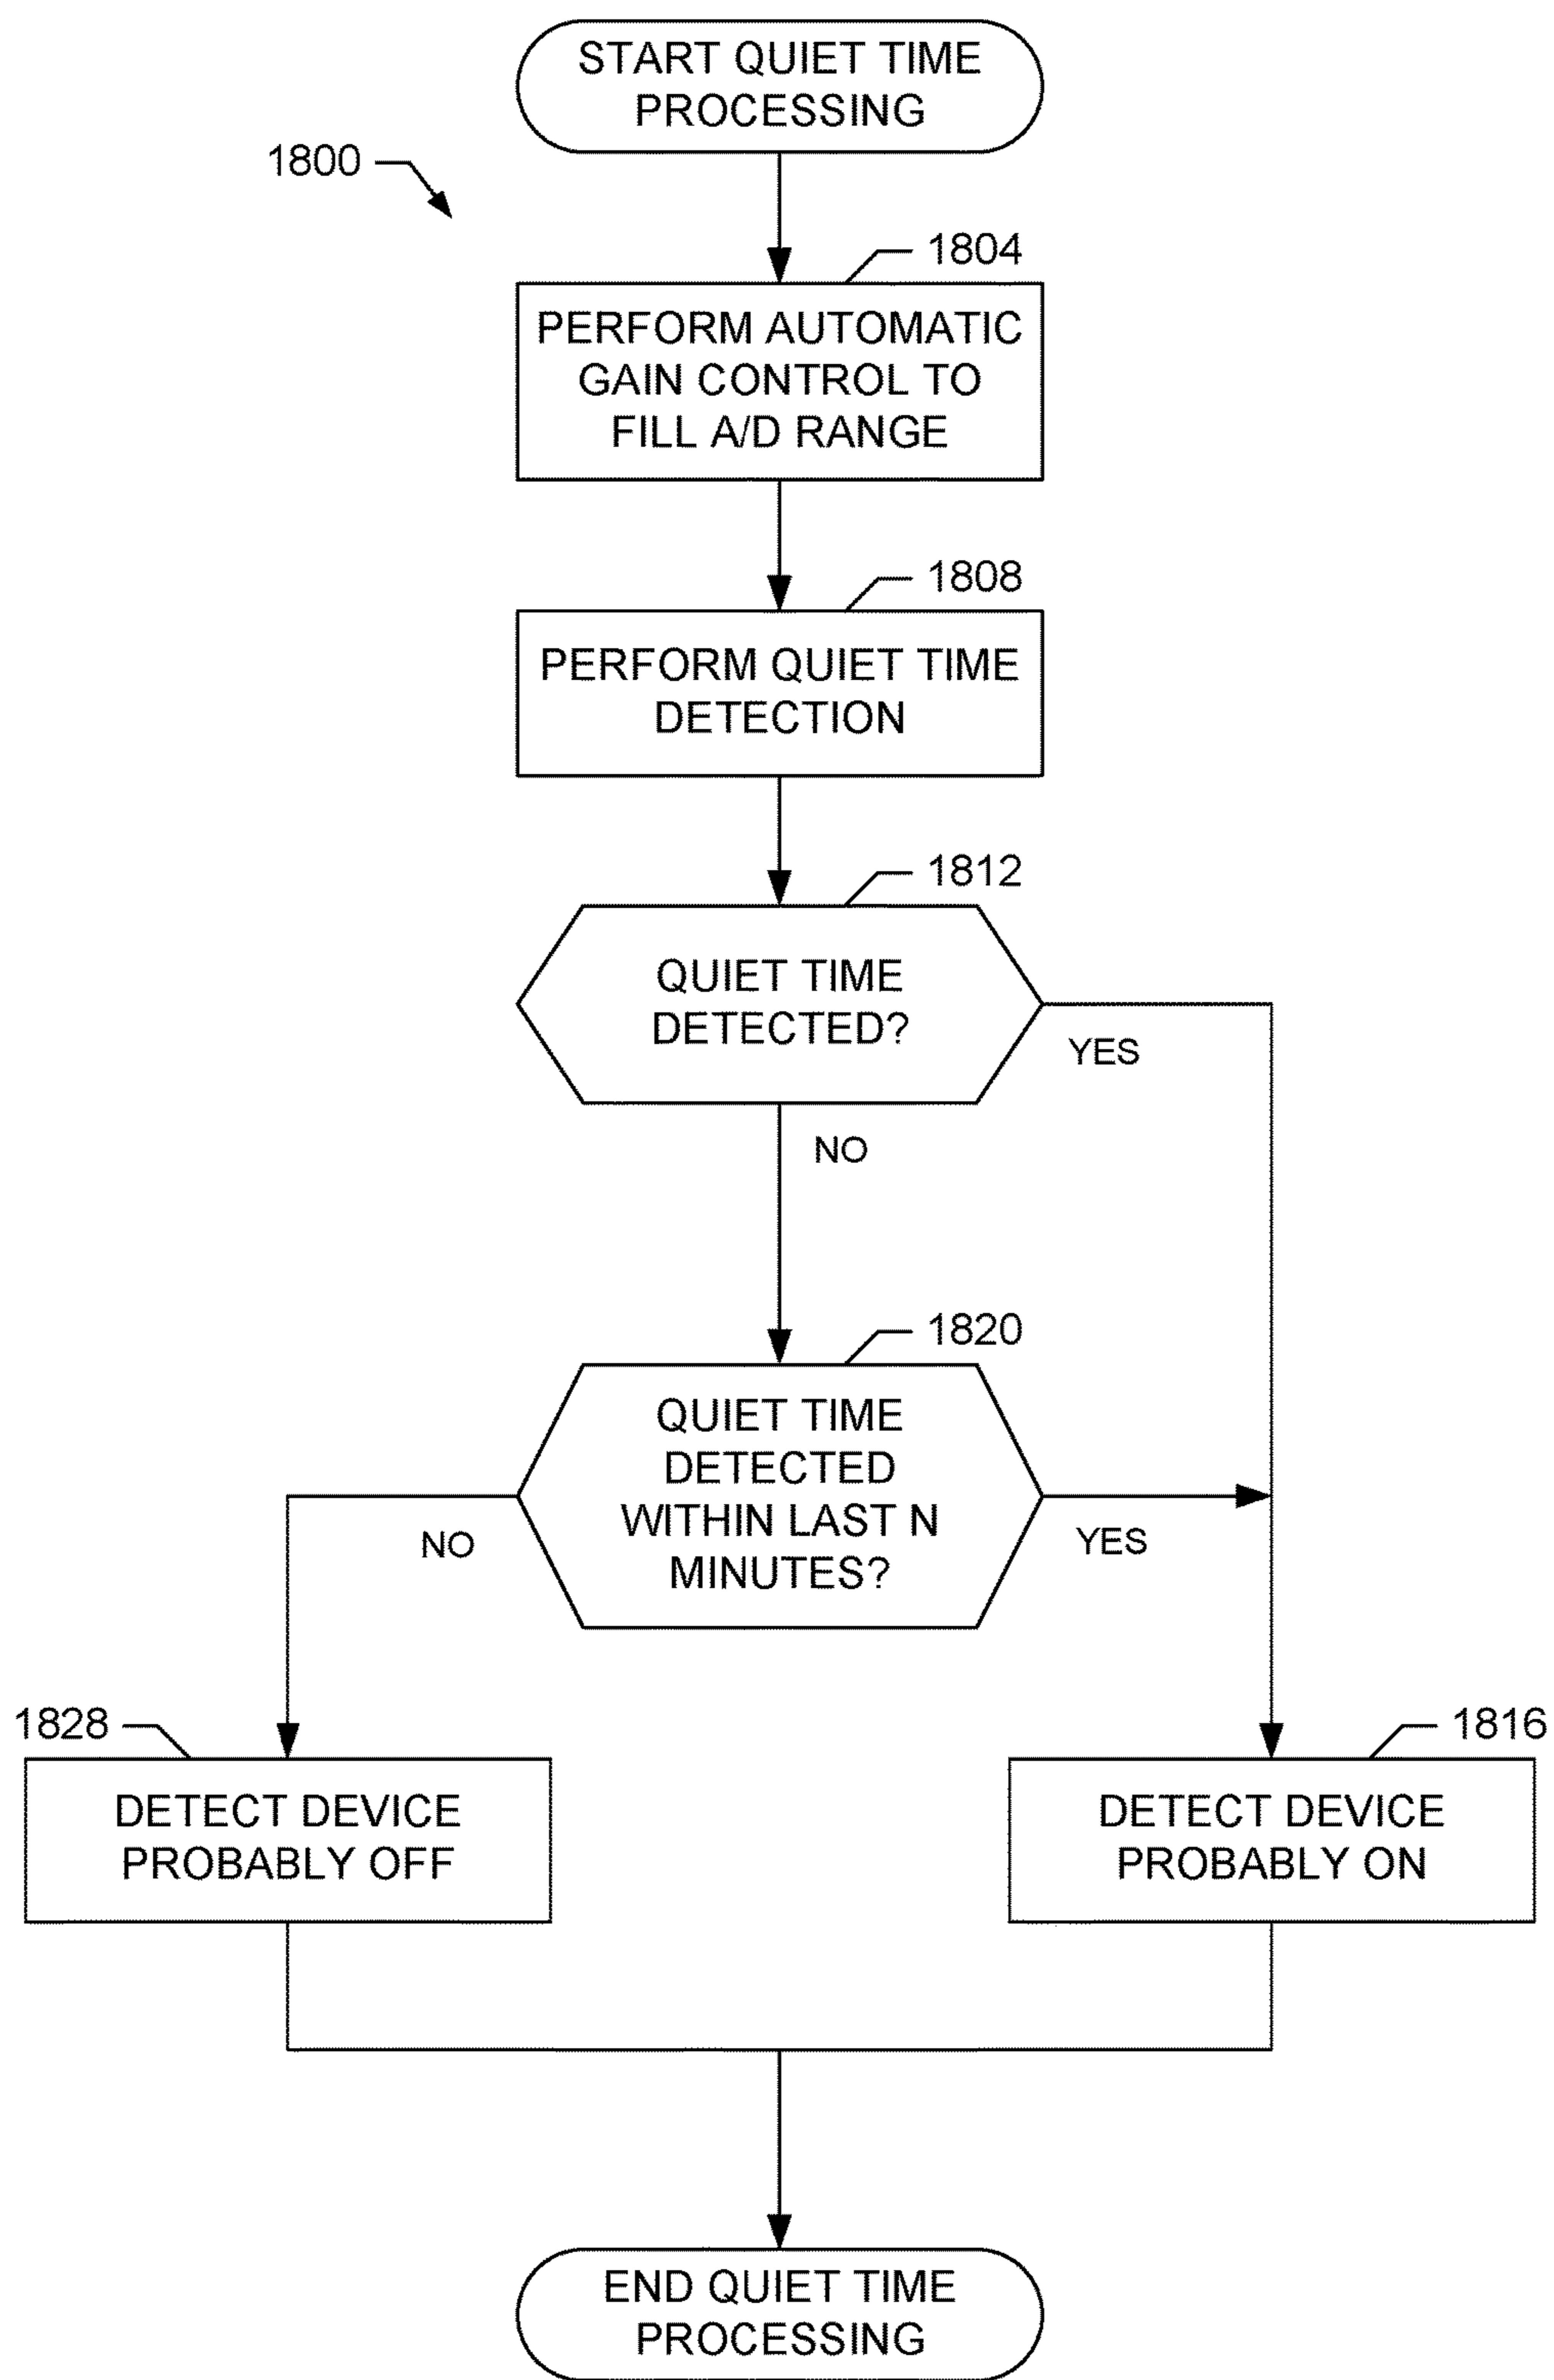 START QUIET TIME
PROCESSING
1800
1804
PERFORM AUTOMATIC
GAIN CONTROL TO
FILL A/D RANGE
1808
PERFORM QUIET TIME
DETECTION
1812
QUIET TIME
DETECTED?
YES
NO
1820
QUIET TIME
DETECTED
WITHIN LAST N
MINUTES?
NO
YES
1828
DETECT DEVICE
PROBABLY OFF
1816
DETECT DEVICE
PROBABLY ON
END QUIET TIME
PROCESSING